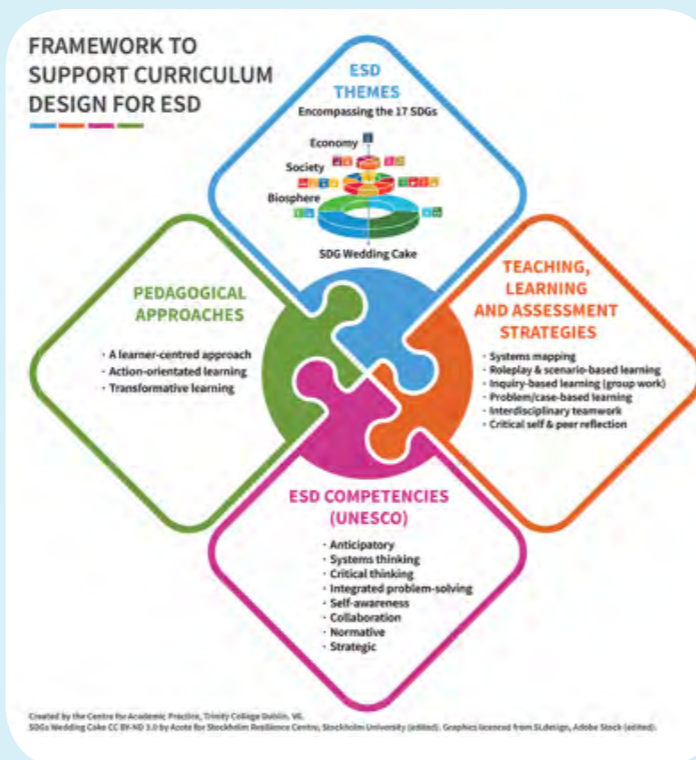 FRAMEWORK TO
SUPPORT CURRICULUM
DESIGN FOR ESD
ESD
THEMES
Encompassing the 17 SDGs
Economy
Society
Biosphere
SDG Wedding Cake
PEDAGOGICAL
APPROACHES
· A learner-centred approach
· Action-orientated learning
· Transformative learning
TEACHING,
LEARNING
AND ASSESSMENT
STRATEGIES
· Systems mapping
· Roleplay & scenario-based learning
· Inquiry-based learning (group work)
· Problem/case-based learning
· Interdisciplinary teamwork
· Critical self & peer reflection
ESD COMPETENCIES
(UNESCO)
· Anticipatory
· Systems thinking
· Critical thinking
· Integrated problem-solving
· Self-awareness
· Collaboration
· Normative
· Strategic
Created by the Centre for Academic Practice, Trinity College Dublin.
SDGs Wedding Cake CC BY-ND 3.0 by Azote for Stockholm Resilience Centre, Stockholm University (edited). Graphics licenced from SLdesign, Adobe Stock (edited).